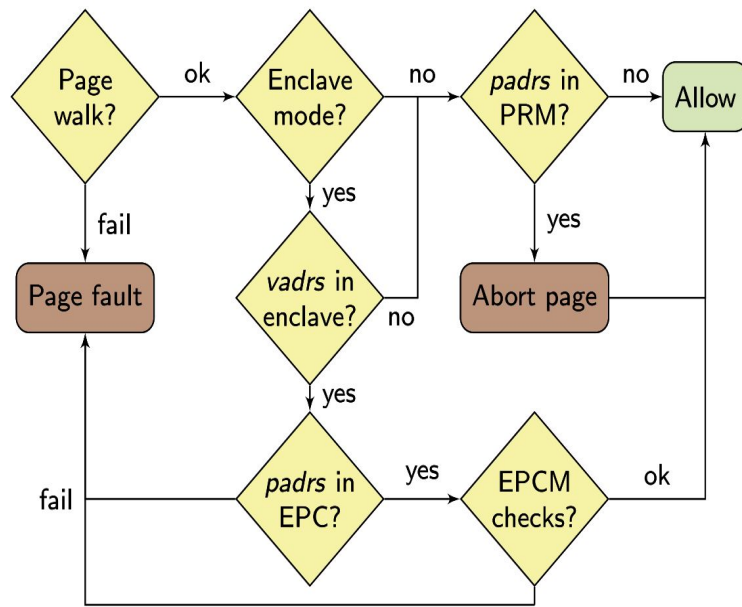 Page
walk?
ok
Enclave
mode?
no
padrs in
PRM?
no
Allow
fail
yes
yes
Page fault
vadrs in
enclave?
no
Abort page
yes
padrs in
EPC?
yes
EPCM
checks?
ok
fail